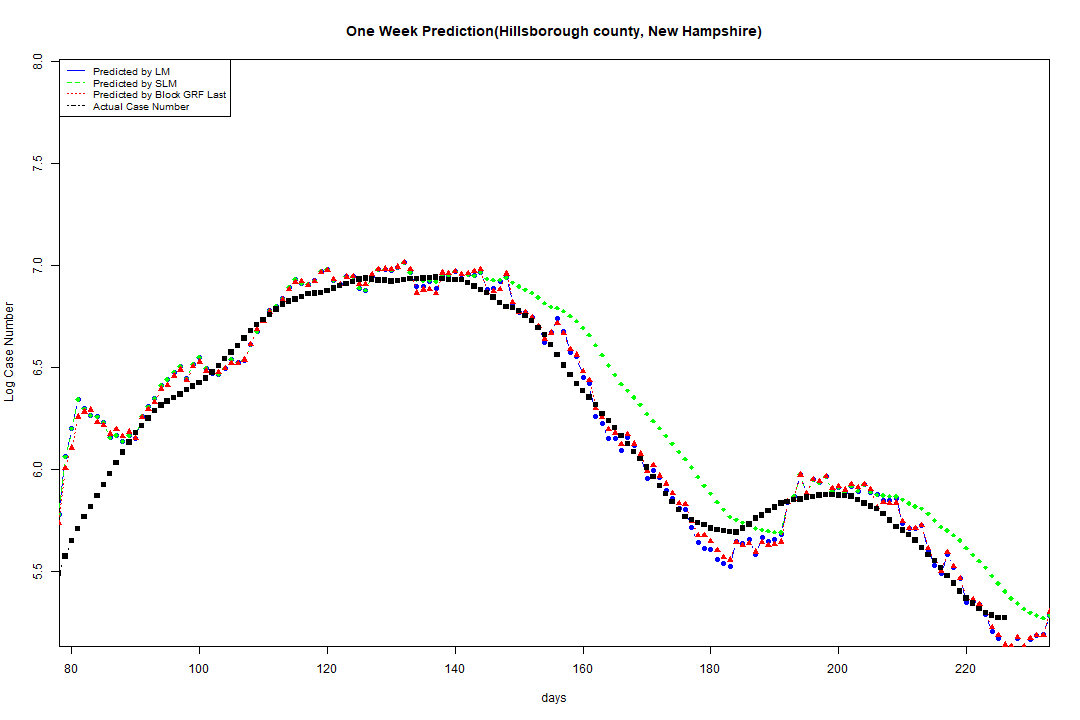 One Week Prediction(Hillsborough county, New Hampshire)
Predicted by LM
Predicted by SLM
Predicted by Block GRF Last
Actual Case Number
8.0
7.5
7.0
6.5
6.0
5.5
Log Case Number
80 100 120 140 160 180 200 220
days